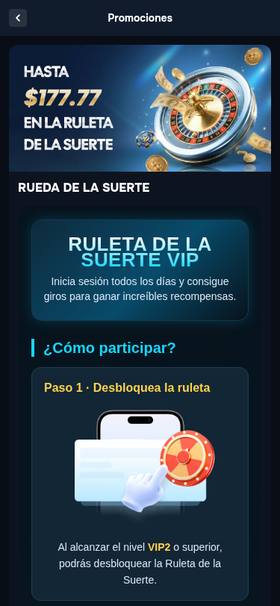 Promociones
HASTA
$177.77
EN LA RULETA
DE LA SUERTE
RUEDA DE LA SUERTE
RULETA DE LA
SUERTE VIP
Inicia sesión todos los días y consigue
giros para ganar increíbles recompensas.
¿Cómo participar?
Paso 1 · Desbloquea la ruleta
Al alcanzar el nivel VIP2 o superior,
podrás desbloquear la Ruleta de la
Suerte.